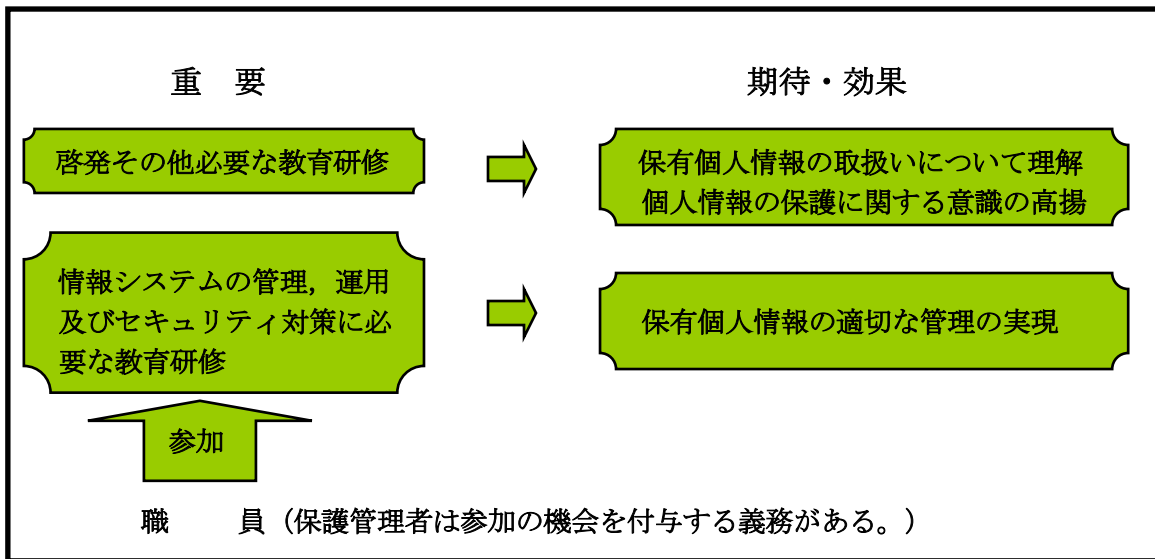 重 要
期待・効果
啓発その他必要な教育研修
保有個人情報の取扱いについて理解
個人情報の保護に関する意識の高揚
情報システムの管理，運用
及びセキュリティ対策に必
要な教育研修
保有個人情報の適切な管理の実現
参加
職 員（保護管理者は参加の機会を付与する義務がある。）